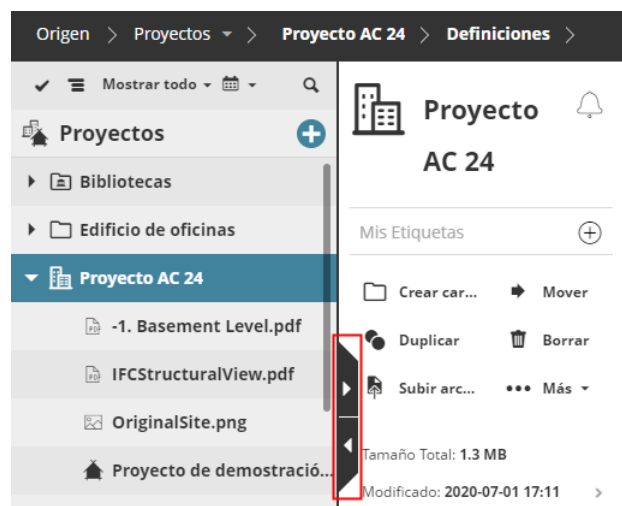 Origen > Proyectos > Proyecto AC 24 > Definiciones >
Mostrar todo
Proyectos
Bibliotecas
Edificio de oficinas
Proyecto AC 24
PDF -1. Basement Level.pdf
PDF IFCStructuralView.pdf
OriginalSite.png
Proyecto de demostració...
Proyecto
AC 24
Mis Etiquetas
Crear car... Mover
Duplicar Borrar
Subir arc... Más
Tamaño Total: 1.3 MB
Modificado: 2020-07-01 17:11 >